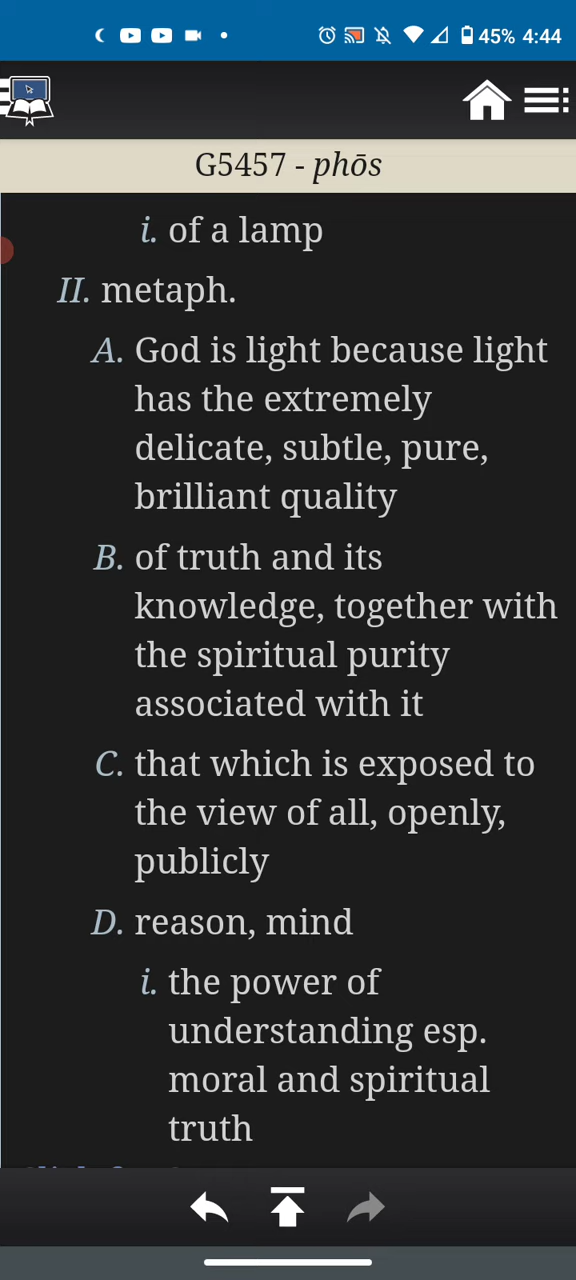 45% 4:44
G5457 - phōs
i. of a lamp
II. metaph.
A. God is light because light
has the extremely
delicate, subtle, pure,
brilliant quality
B. of truth and its
knowledge, together with
the spiritual purity
associated with it
C. that which is exposed to
the view of all, openly,
publicly
D. reason, mind
i. the power of
understanding esp.
moral and spiritual
truth